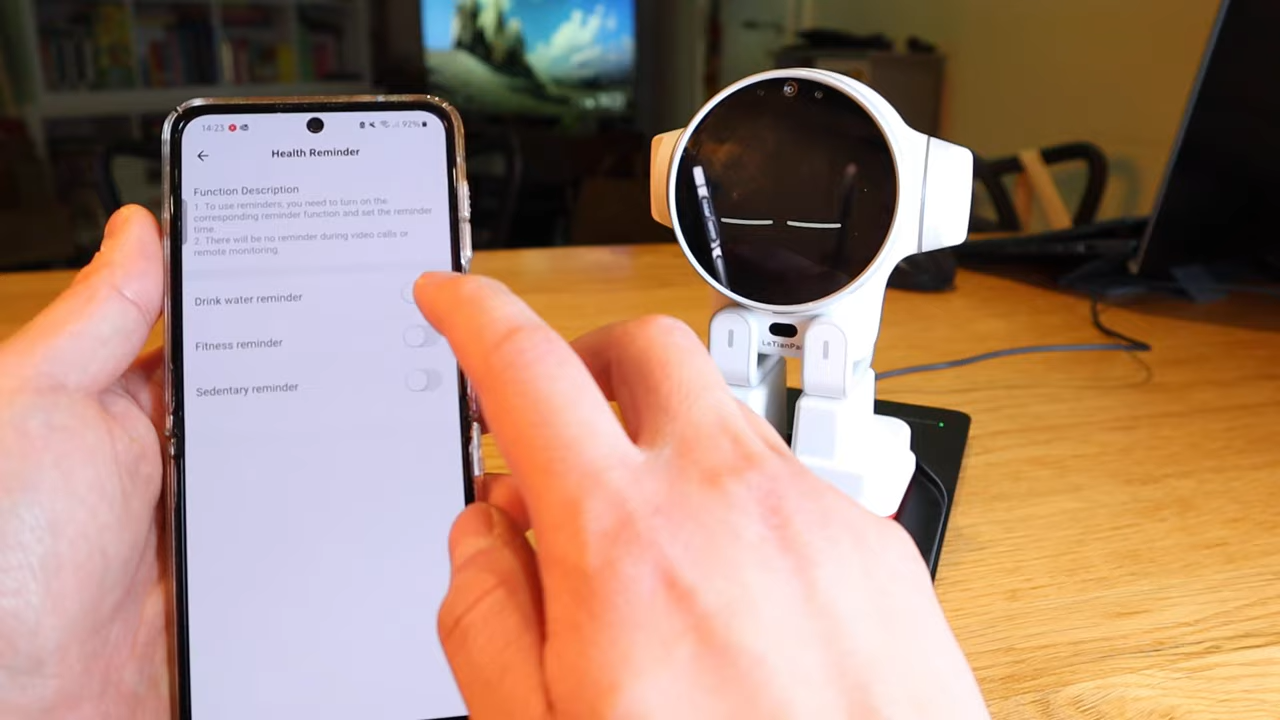 14:23
92%
Health Reminder
Function Description
1. To use reminders, you need to turn on the
corresponding reminder function and set the reminder
time.
2. There will be no reminder during video calls or
remote monitoring.
Drink water reminder
Fitness reminder
Sedentary reminder
LeTianPai